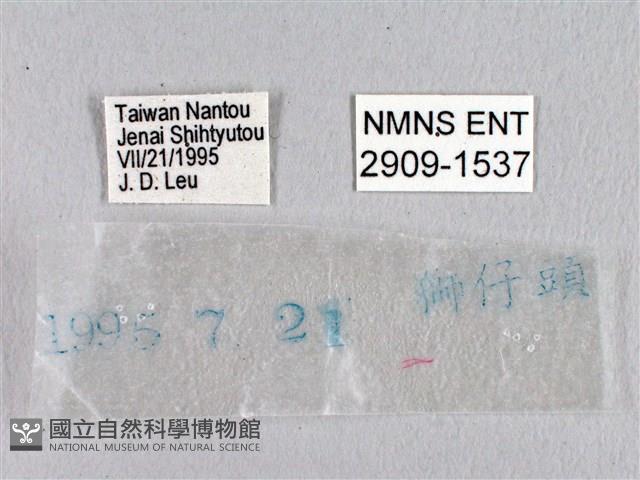 Taiwan Nantou
Jenai Shihtyutou
VII/21/1995
J. D. Leu
NMNS ENT
2909-1537
1995 7 21 獅仔頭
國立自然科學博物館
NATIONAL MUSEUM OF NATURAL SCIENCE